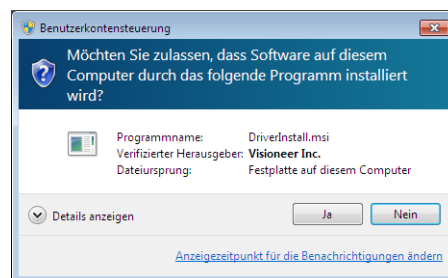 Benutzerkontensteuerung
Möchten Sie zulassen, dass Software auf diesem
Computer durch das folgende Programm installiert
wird?
Programmname: DriverInstall.msi
Verifizierter Herausgeber: Visioneer Inc.
Dateiursprung: Festplatte auf diesem Computer
Details anzeigen
Ja
Nein
Anzeigezeitpunkt für die Benachrichtigungen ändern